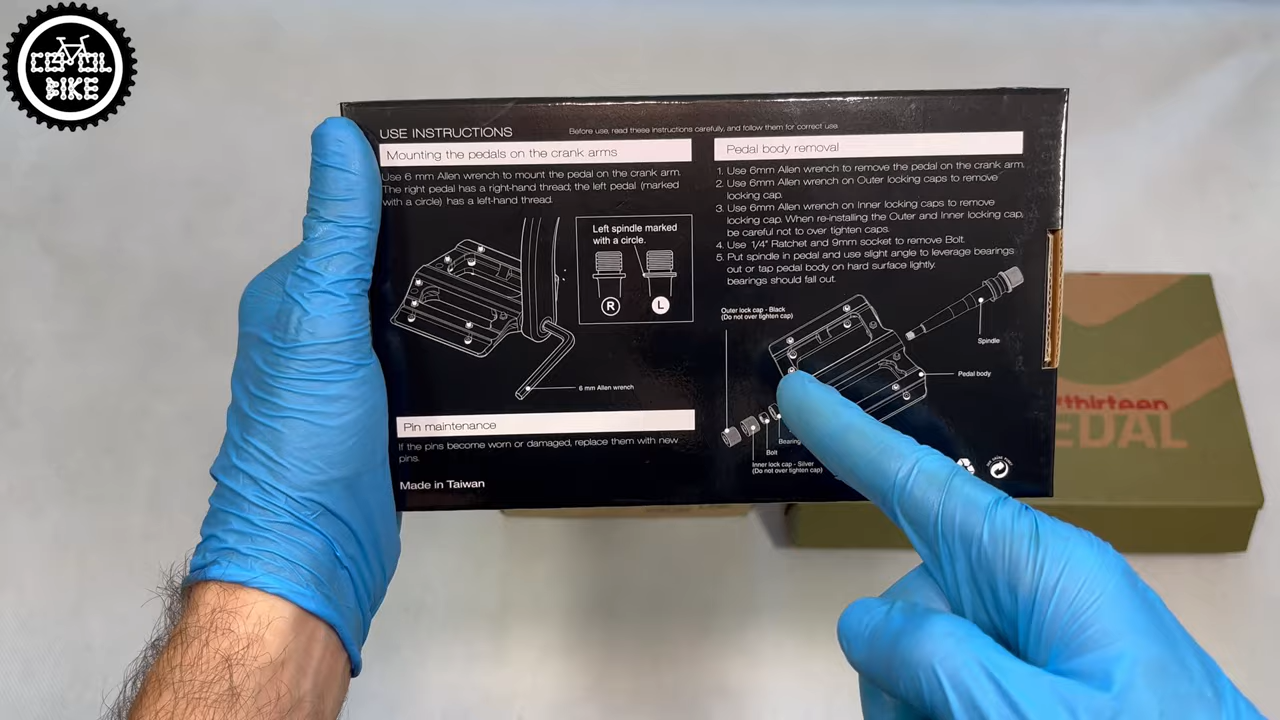 USE INSTRUCTIONS
Before use, read these instructions carefully, and follow them for correct use.
Mounting the pedals on the crank arms
Use 6 mm Allen wrench to mount the pedal on the crank arm.
The right pedal has a right-hand thread; the left pedal (marked
with a circle) has a left-hand thread.
Left spindle marked
with a circle.
R
L
6 mm Allen wrench
Pin maintenance
If the pins become worn or damaged, replace them with new
pins.
Made in Taiwan
Pedal body removal
1. Use 6mm Allen wrench to remove the pedal on the crank arm.
2. Use 6mm Allen wrench on Outer locking caps to remove
locking cap.
3. Use 6mm Allen wrench on Inner locking caps to remove
locking cap. When re-installing the Outer and Inner locking cap,
be careful not to over tighten caps.
4. Use 1/4" Ratchet and 9mm socket to remove Bolt.
5. Put spindle in pedal and use slight angle to leverage bearings
out or tap pedal body on hard surface lightly.
bearings should fall out.
Outer lock cap - Black
(Do not over tighten cap)
Spindle
Pedal body
Bearing
Bolt
Inner lock cap - Silver
(Do not over tighten cap)
thirteen
EDAL
BIKE